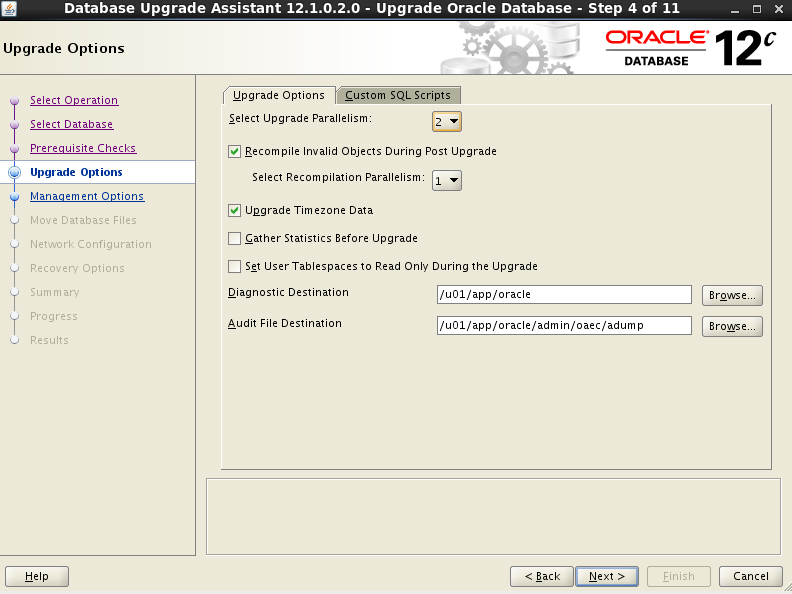 Database Upgrade Assistant 12.1.0.2.0 - Upgrade Oracle Database - Step 4 of 11
Upgrade Options
ORACLE®
DATABASE
12c
Select Operation
Select Database
Prerequisite Checks
Upgrade Options
Management Options
Move Database Files
Network Configuration
Recovery Options
Summary
Progress
Results
Upgrade Options Custom SQL Scripts
Select Upgrade Parallelism: 2
Recompile Invalid Objects During Post Upgrade
Select Recompilation Parallelism: 1
Upgrade Timezone Data
Gather Statistics Before Upgrade
Set User Tablespaces to Read Only During the Upgrade
Diagnostic Destination /u01/app/oracle Browse...
Audit File Destination /u01/app/oracle/admin/oaec/adump Browse...
Help < Back Next > Finish Cancel